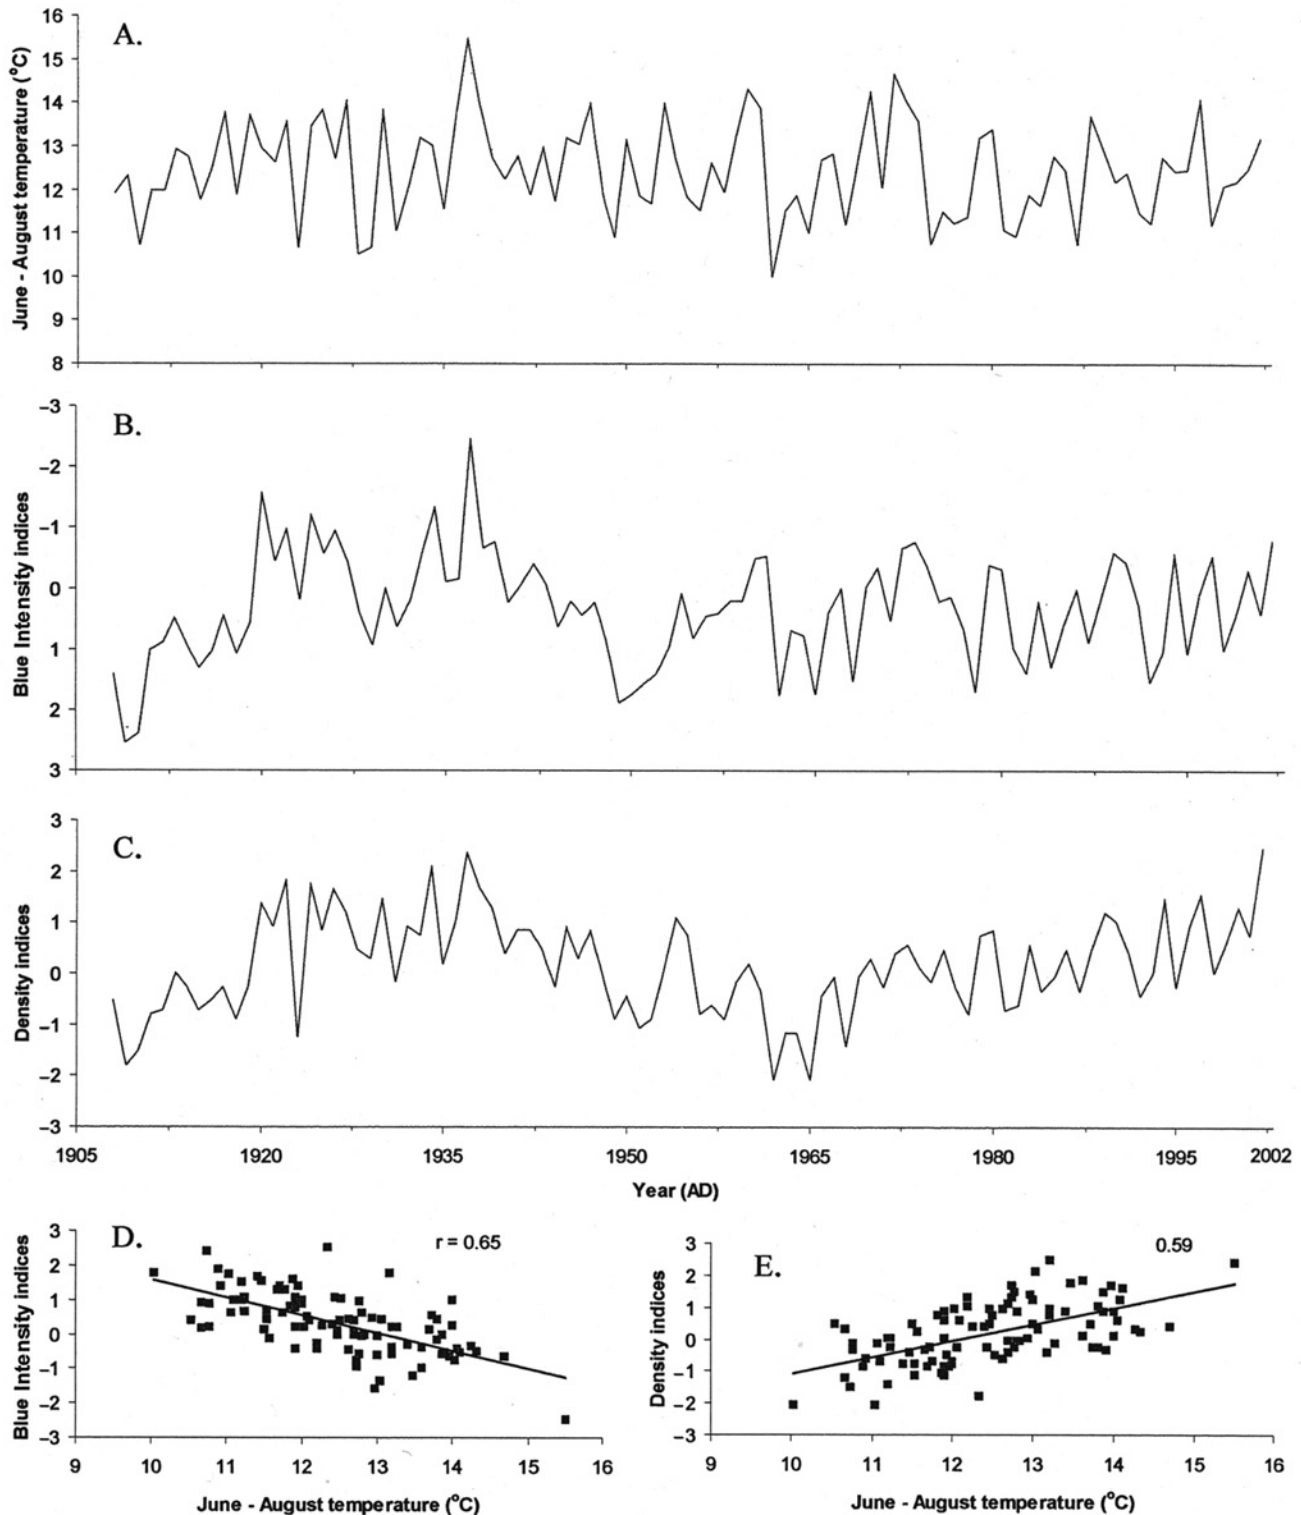 A.
June - August temperature (°C)
16
15
14
13
12
11
10
9
8
B.
Blue Intensity indices
−3
−2
−1
0
1
2
3
C.
Density indices
3
2
1
0
−1
−2
−3
1905 1920 1935 1950 1965 1980 1995 2002
Year (AD)
D.
r = 0.65
Blue Intensity indices
3
2
1
0
−1
−2
−3
9 10 11 12 13 14 15 16
June - August temperature (°C)
E.
0.59
Density indices
3
2
1
0
−1
−2
−3
9 10 11 12 13 14 15 16
June - August temperature (°C)